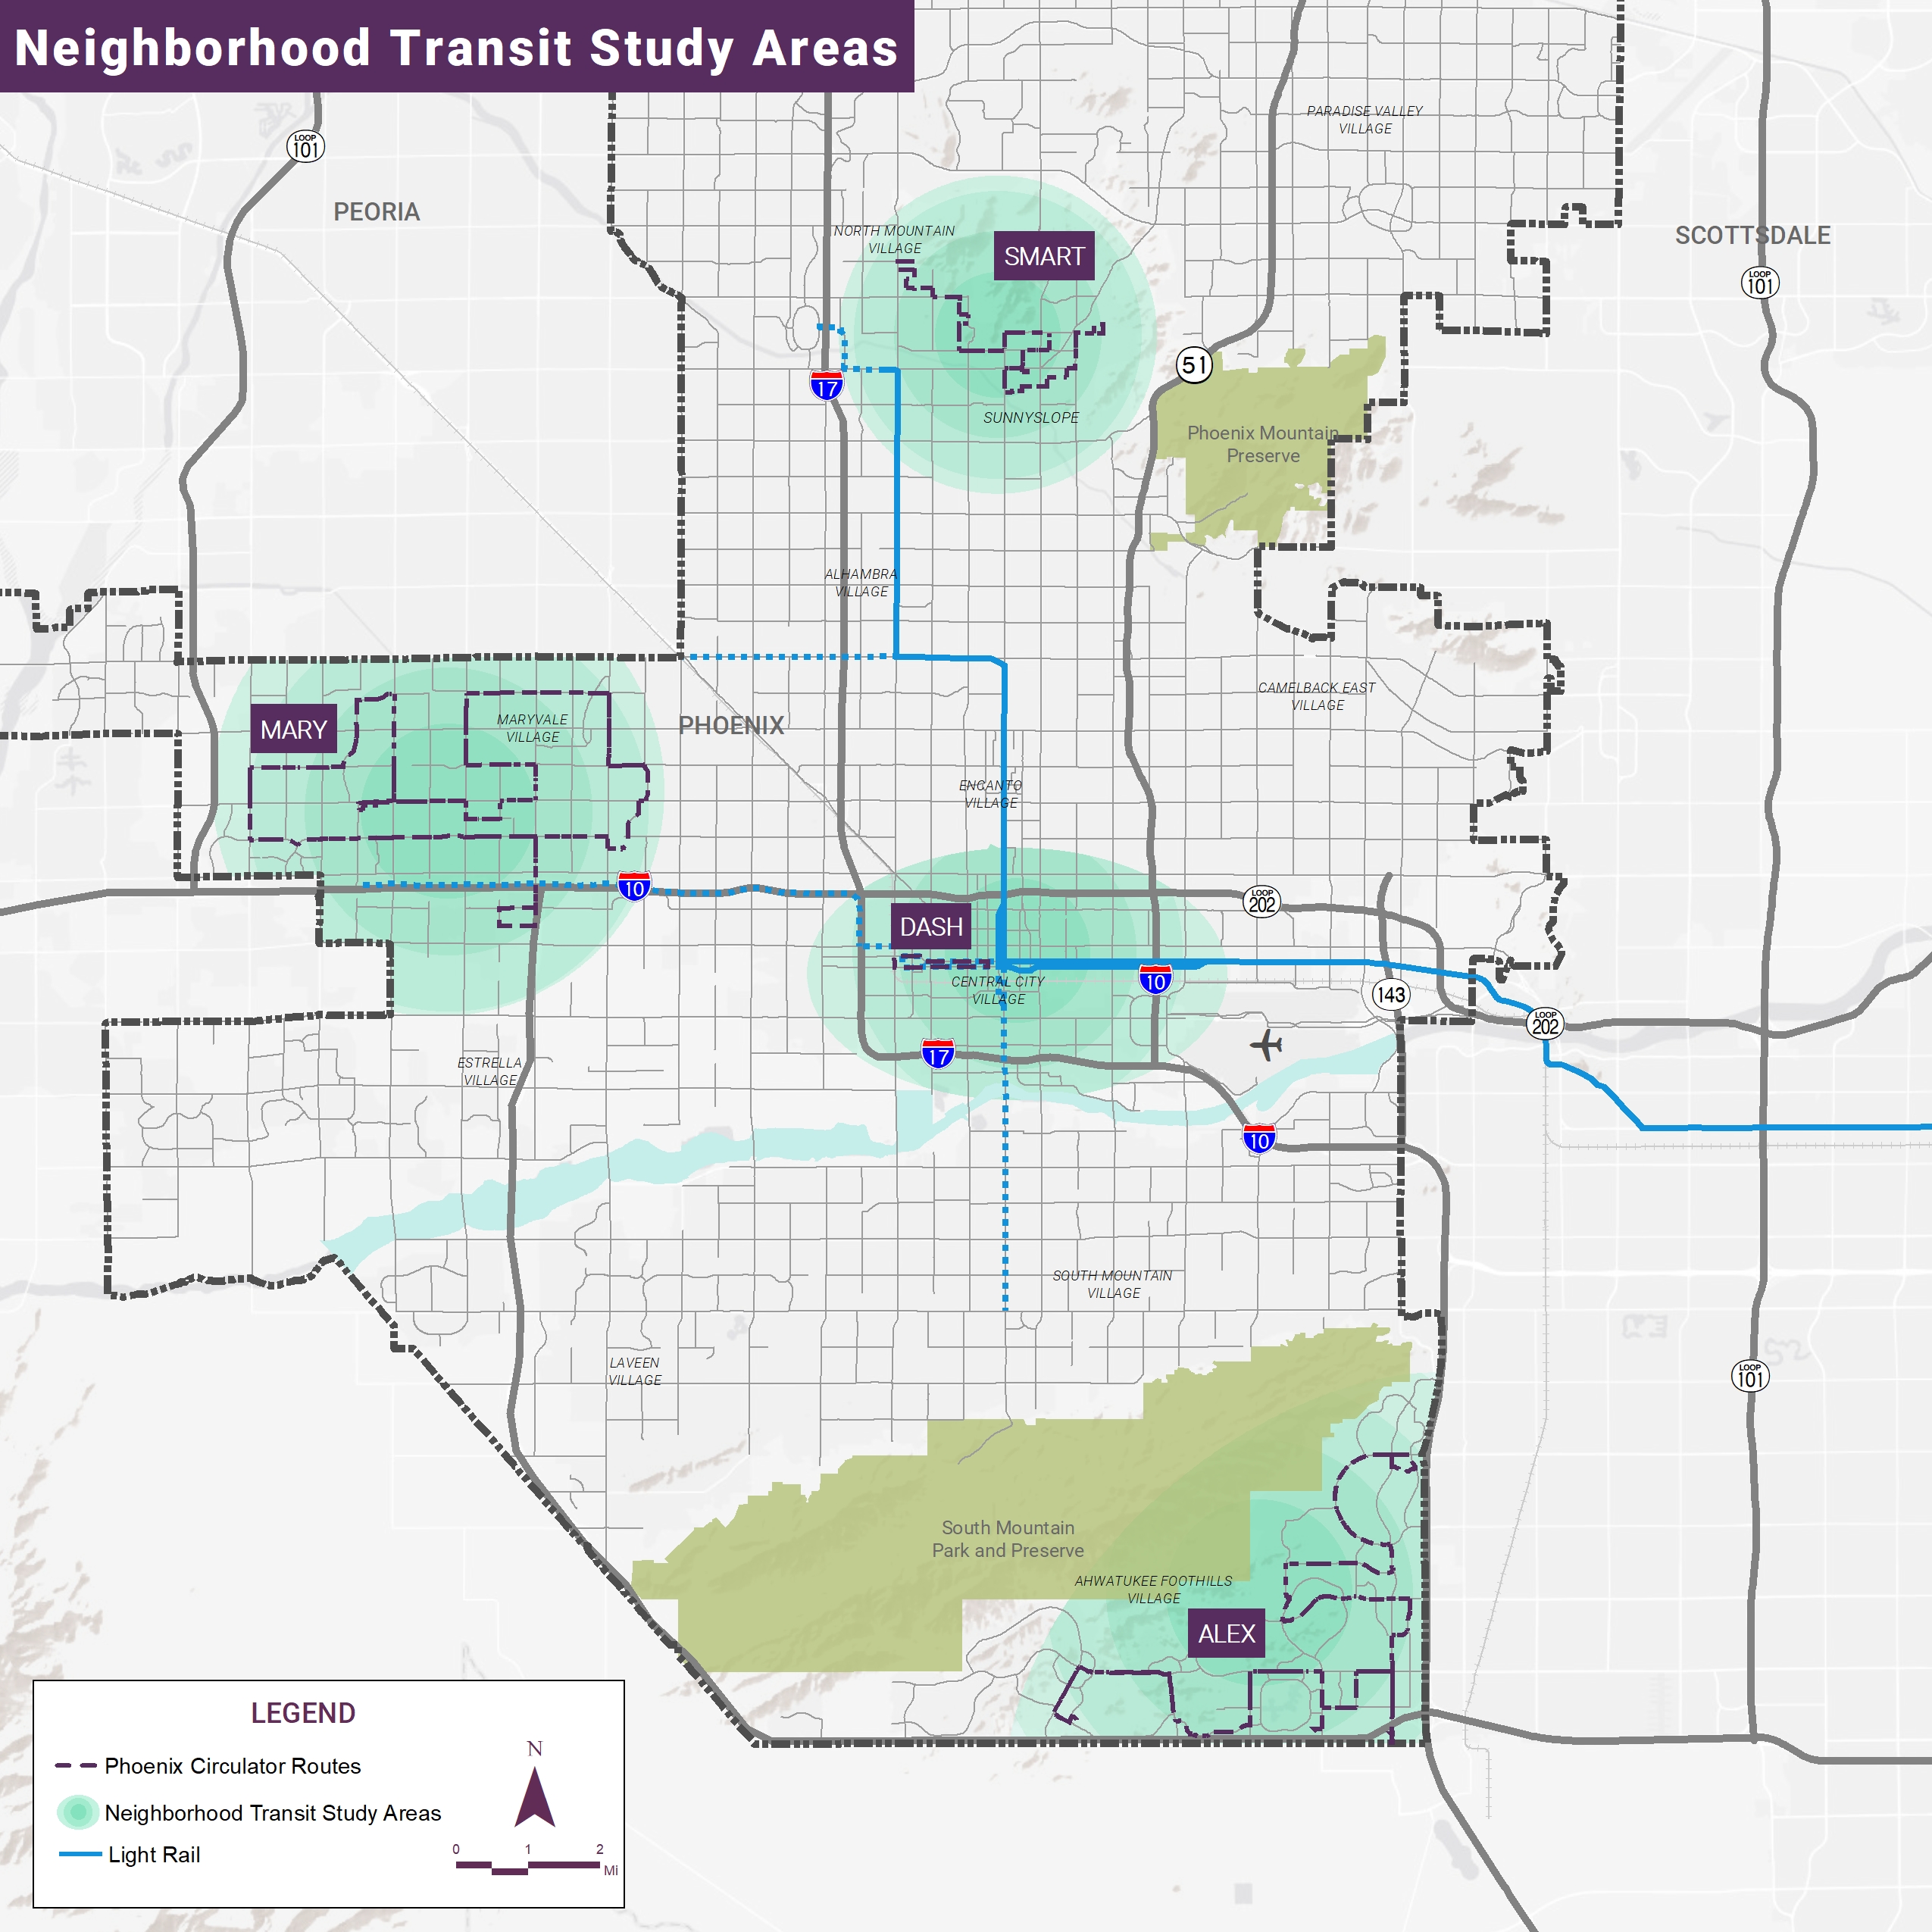 Neighborhood Transit Study Areas
LOOP
101
PEORIA
PARADISE VALLEY
VILLAGE
SCOTTSDALE
LOOP
101
NORTH MOUNTAIN
VILLAGE
SMART
17
51
SUNNYSLOPE
Phoenix Mountain
Preserve
ALHAMBRA
VILLAGE
MARY
MARYVALE
VILLAGE
PHOENIX
CAMELBACK EAST
VILLAGE
ENCANTO
VILLAGE
10
LOOP
202
DASH
CENTRAL CITY
VILLAGE
10
143
LOOP
202
17
ESTRELLA
VILLAGE
10
SOUTH MOUNTAIN
VILLAGE
LAVEEN
VILLAGE
LOOP
101
South Mountain
Park and Preserve
AHWATUKEE FOOTHILLS
VILLAGE
ALEX
LEGEND
Phoenix Circulator Routes
Neighborhood Transit Study Areas
Light Rail
N
0 1 2
Mi